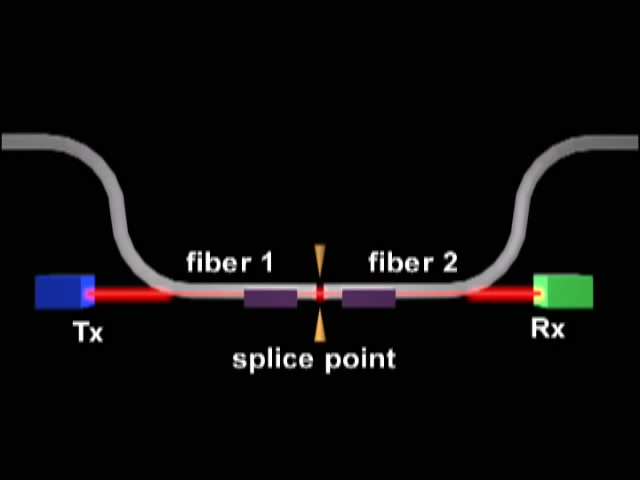 fiber 1
fiber 2
Tx
Rx
splice point